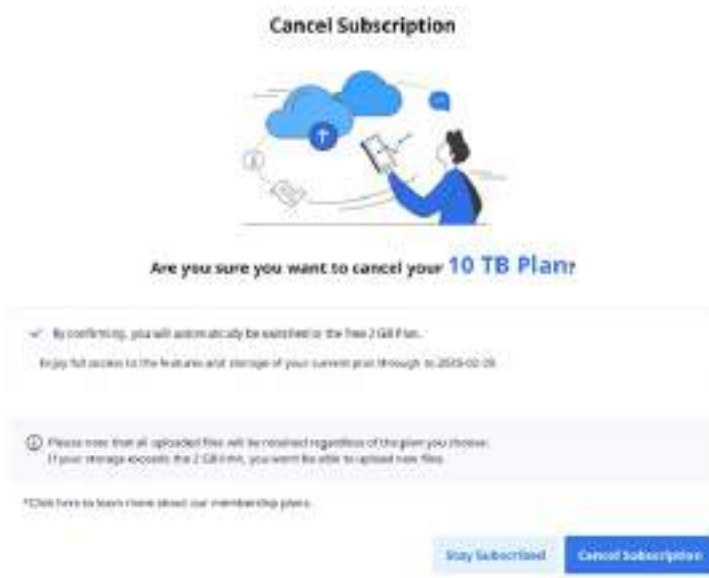 Cancel Subscription
Are you sure you want to cancel your 10 TB Plan?
By confirming, you will automatically be switched to the free 2 GB Plan.
Enjoy full access to the features and storage of your current plan through to
Please note that all uploaded files will be retained regardless of the plan you choose.
If your storage exceeds the 2 GB limit, you won't be able to upload new files.
*Click here to learn more about our membership plans.
Stay Subscribed
Cancel Subscription